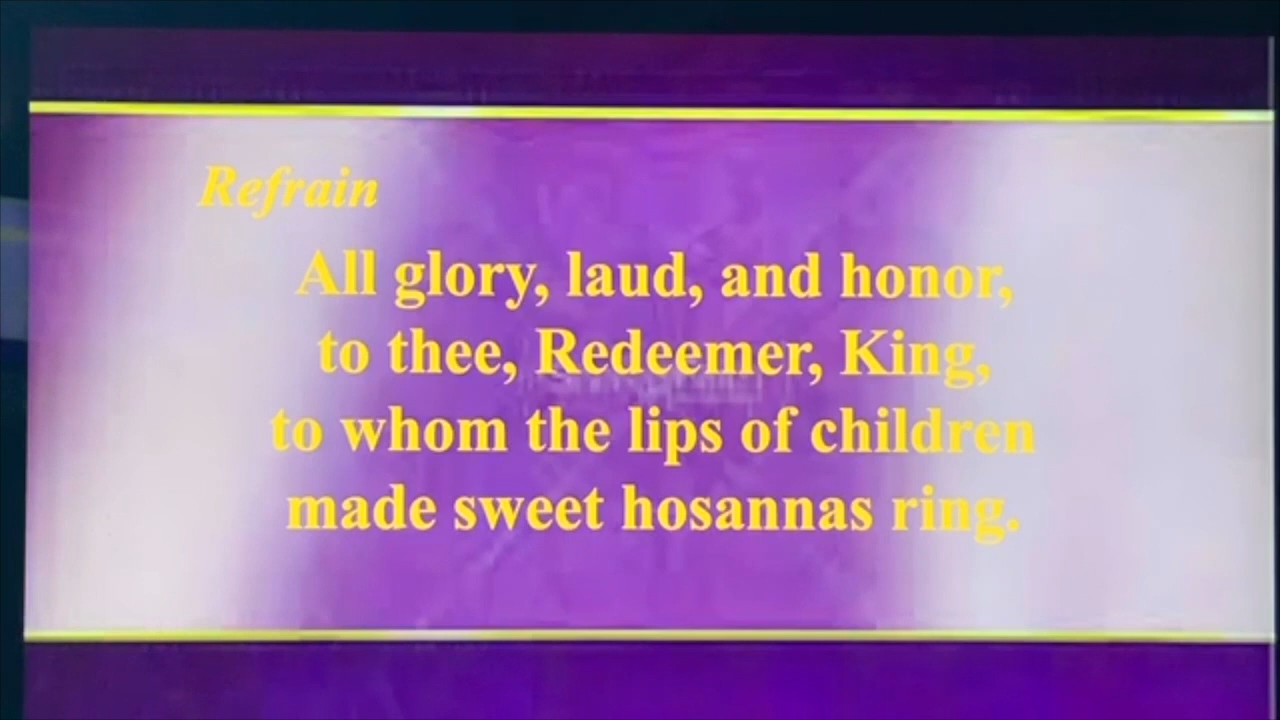 Refrain
All glory, laud, and honor,
to thee, Redeemer, King,
to whom the lips of children
made sweet hosannas ring.